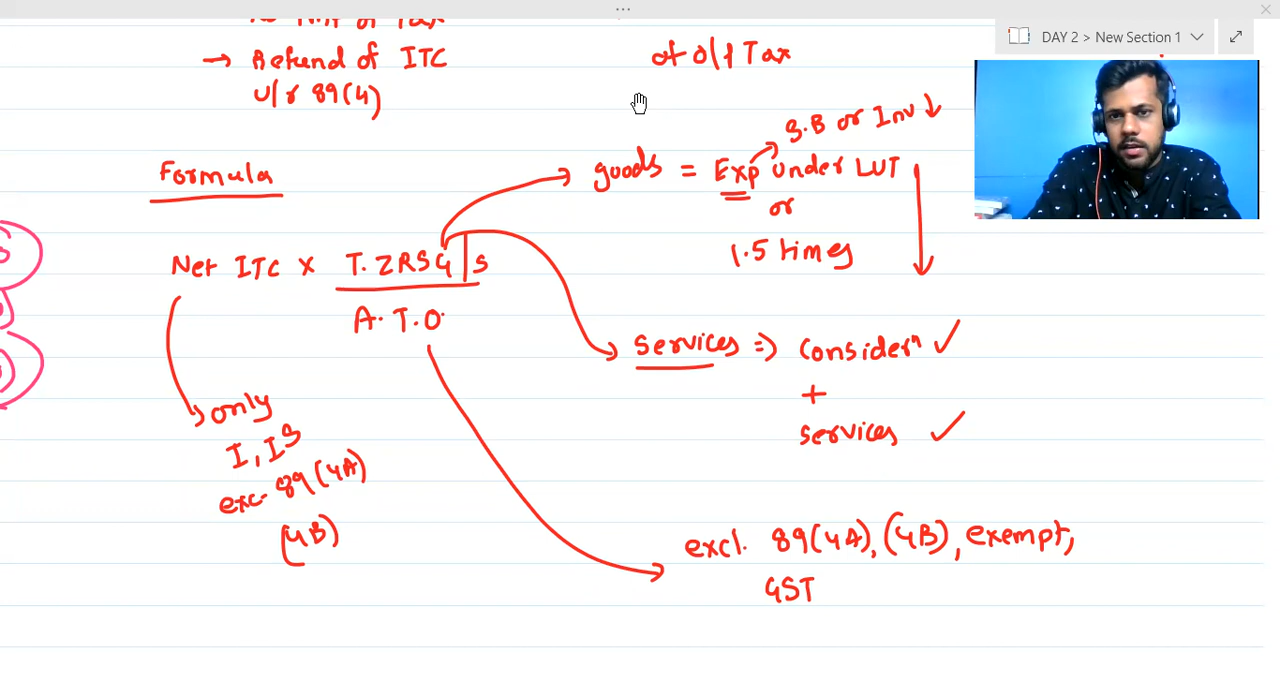 DAY 2 > New Section 1
→ Refund of ITC
u/r 89(4)
of o/p Tax
Formula
Net ITC x T. ZRSG/S
A.T.O.
goods = Exp under LUT
S.B or Inv ↓
or
1.5 times
Services => Considern ✓
+
services ✓
only
I, IS
exc. 89(4A)
(4B)
excl. 89(4A), (4B), exempt,
GST